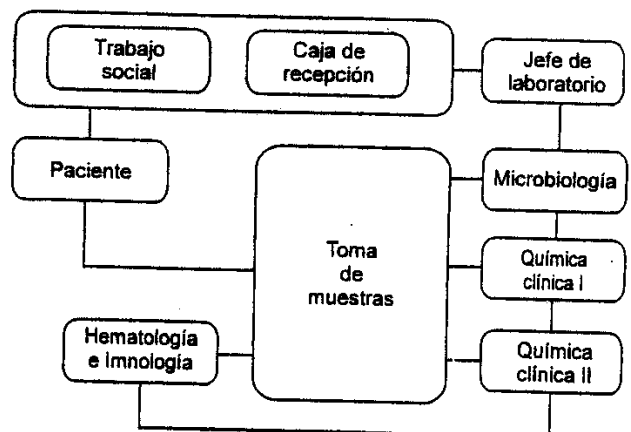 Trabajo
social
Caja de
recepción
Jefe de
laboratorio
Paciente
Microbiología
Toma
de
muestras
Química
clínica I
Hematología
e Imnología
Química
clínica II